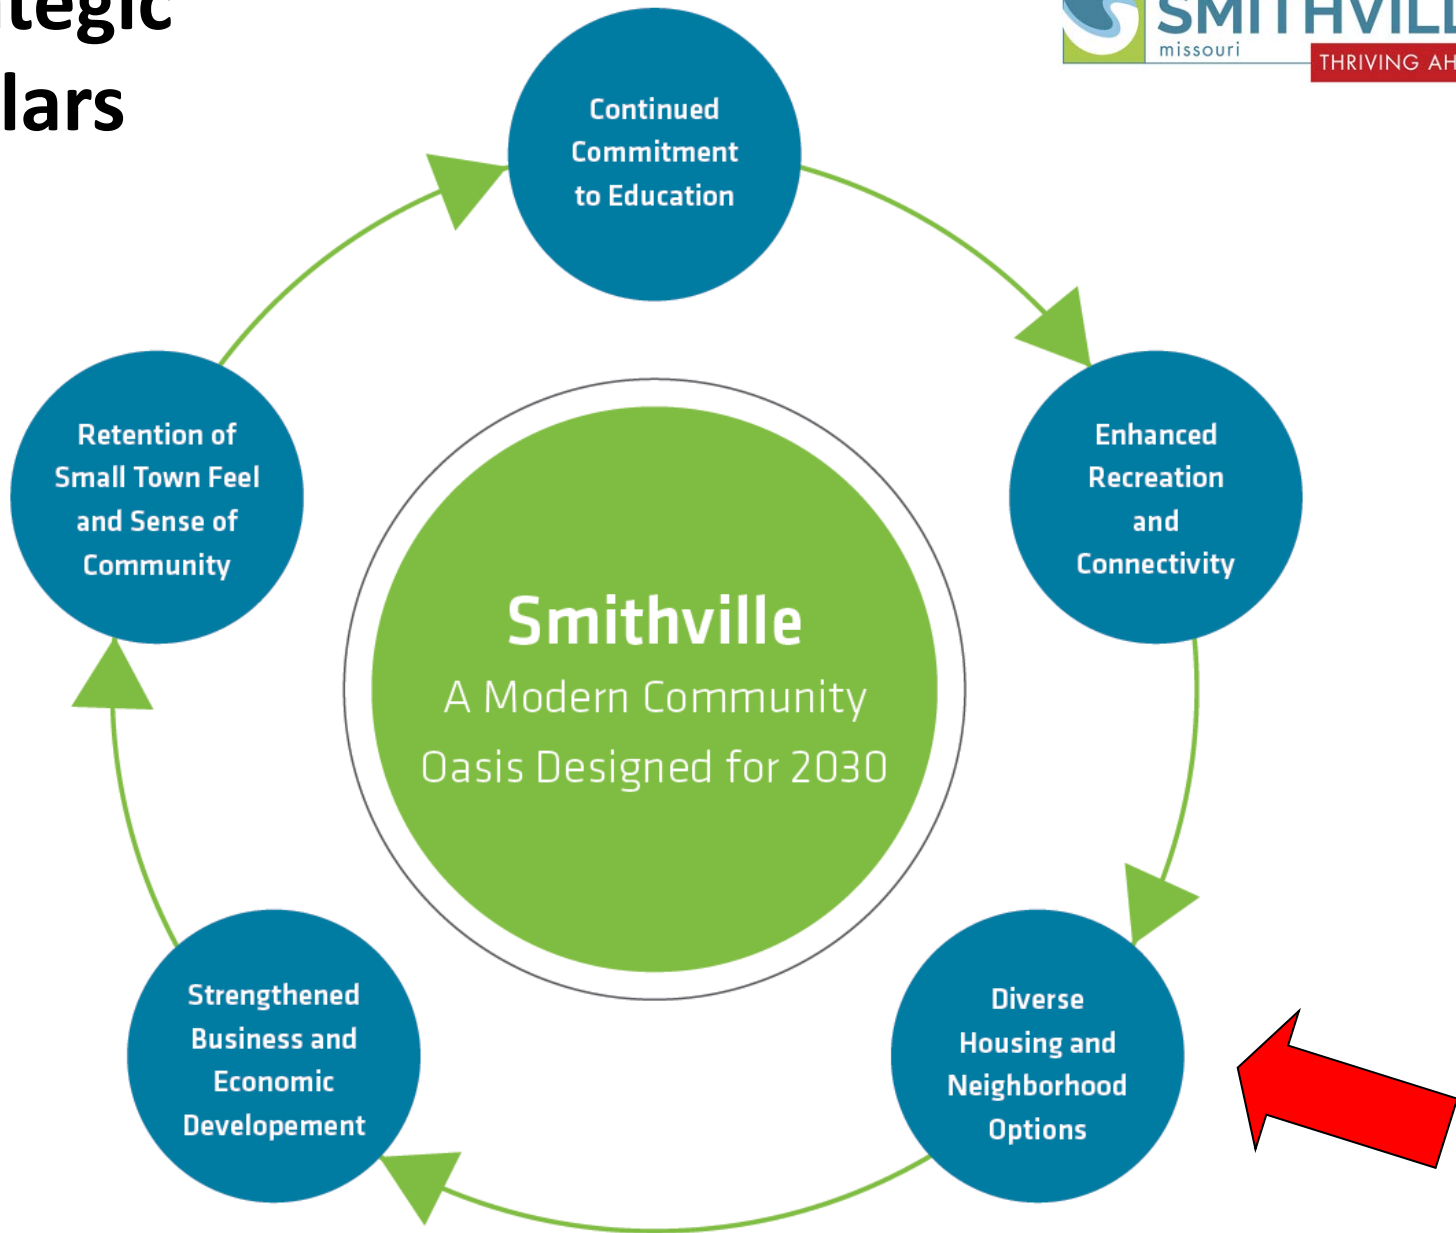 ategic
lars
SMITHVILL
missouri
THRIVING AH
Continued
Commitment
to Education
Enhanced
Recreation
and
Connectivity
Diverse
Housing and
Neighborhood
Options
Strengthened
Business and
Economic
Developement
Retention of
Small Town Feel
and Sense of
Community
Smithville
A Modern Community
Oasis Designed for 2030